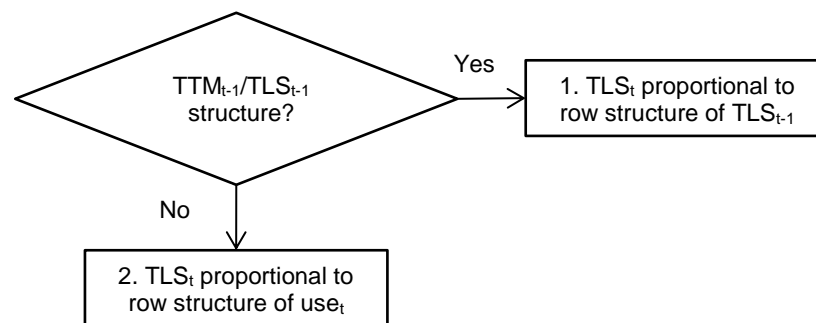 TTMₜ₋₁/TLSₜ₋₁
structure?
Yes
1. TLSₜ proportional to
row structure of TLSₜ₋₁
No
2. TLSₜ proportional to
row structure of useₜ